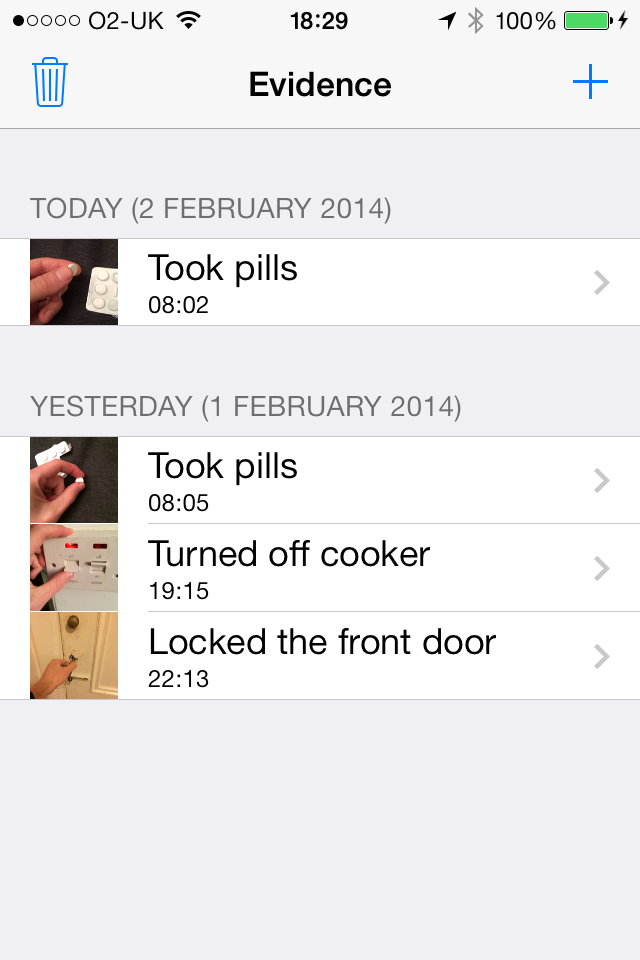 O2-UK 18:29 100%
Evidence
TODAY (2 FEBRUARY 2014)
Took pills
08:02
YESTERDAY (1 FEBRUARY 2014)
Took pills
08:05
Turned off cooker
19:15
Locked the front door
22:13